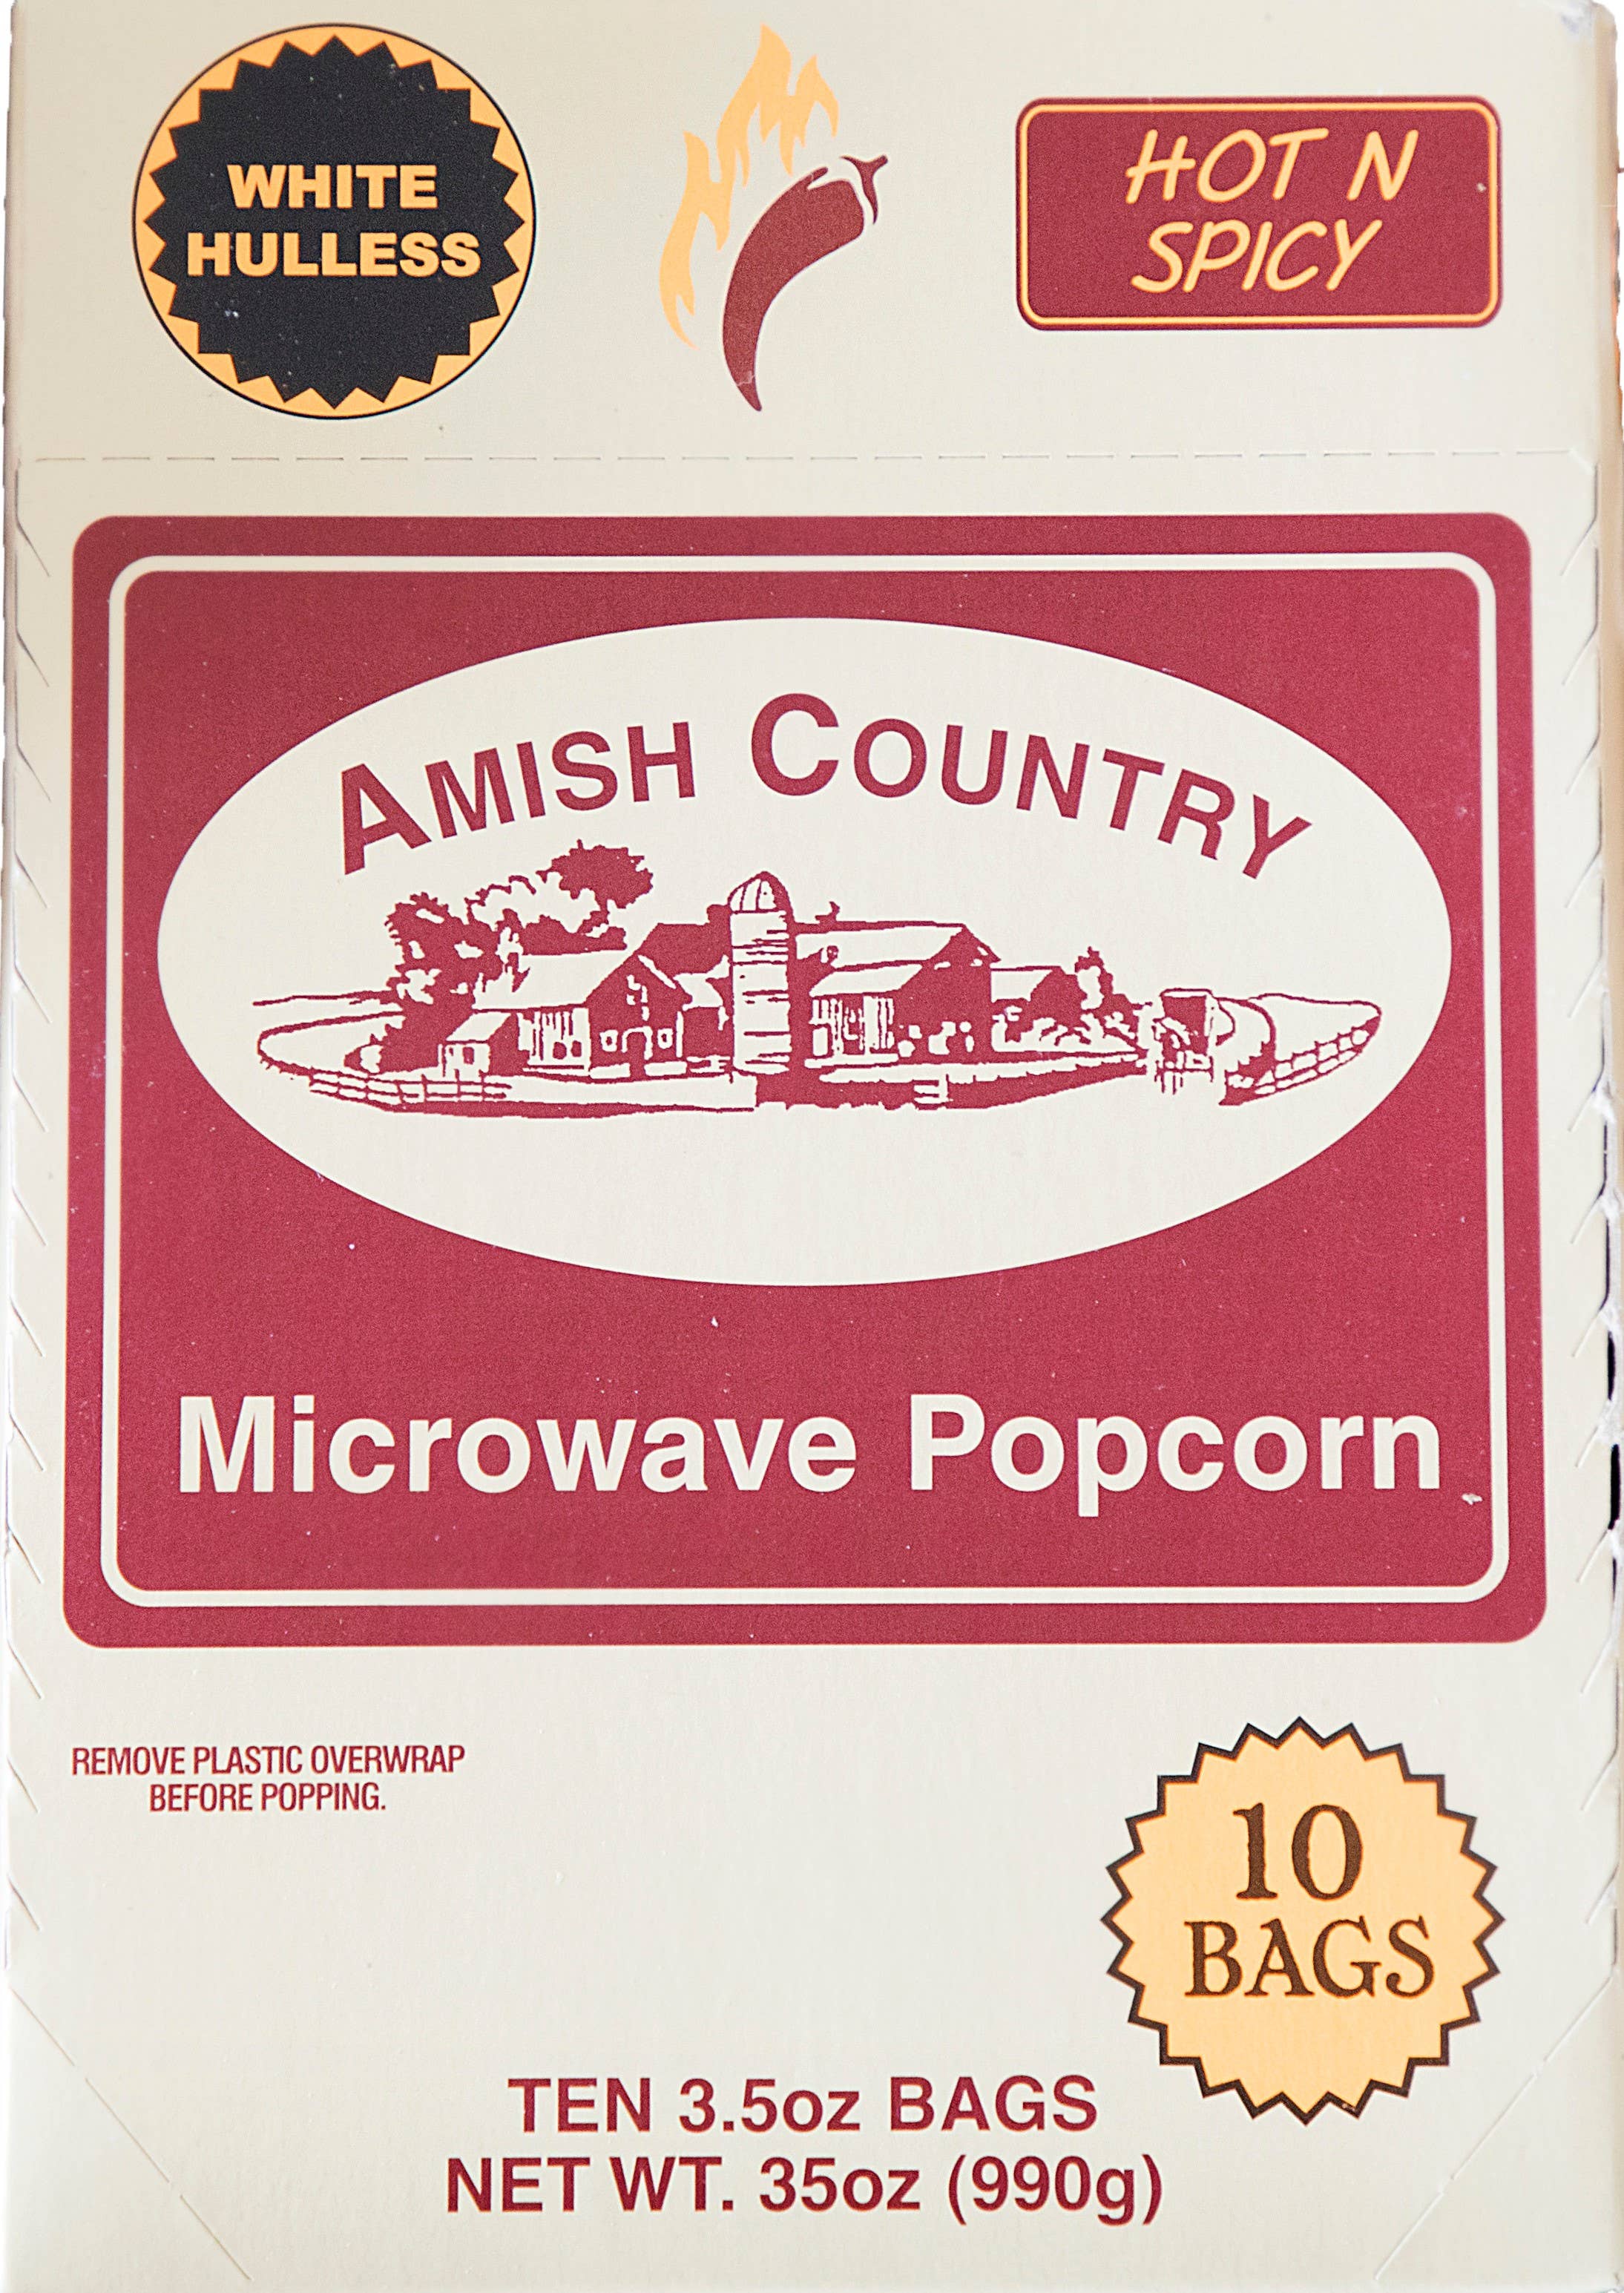 WHITE
HULLESS
HOT N
SPICY
AMISH COUNTRY
Microwave Popcorn
REMOVE PLASTIC OVERWRAP
BEFORE POPPING.
10
BAGS
TEN 3.5oz BAGS
NET WT. 35oz (990g)